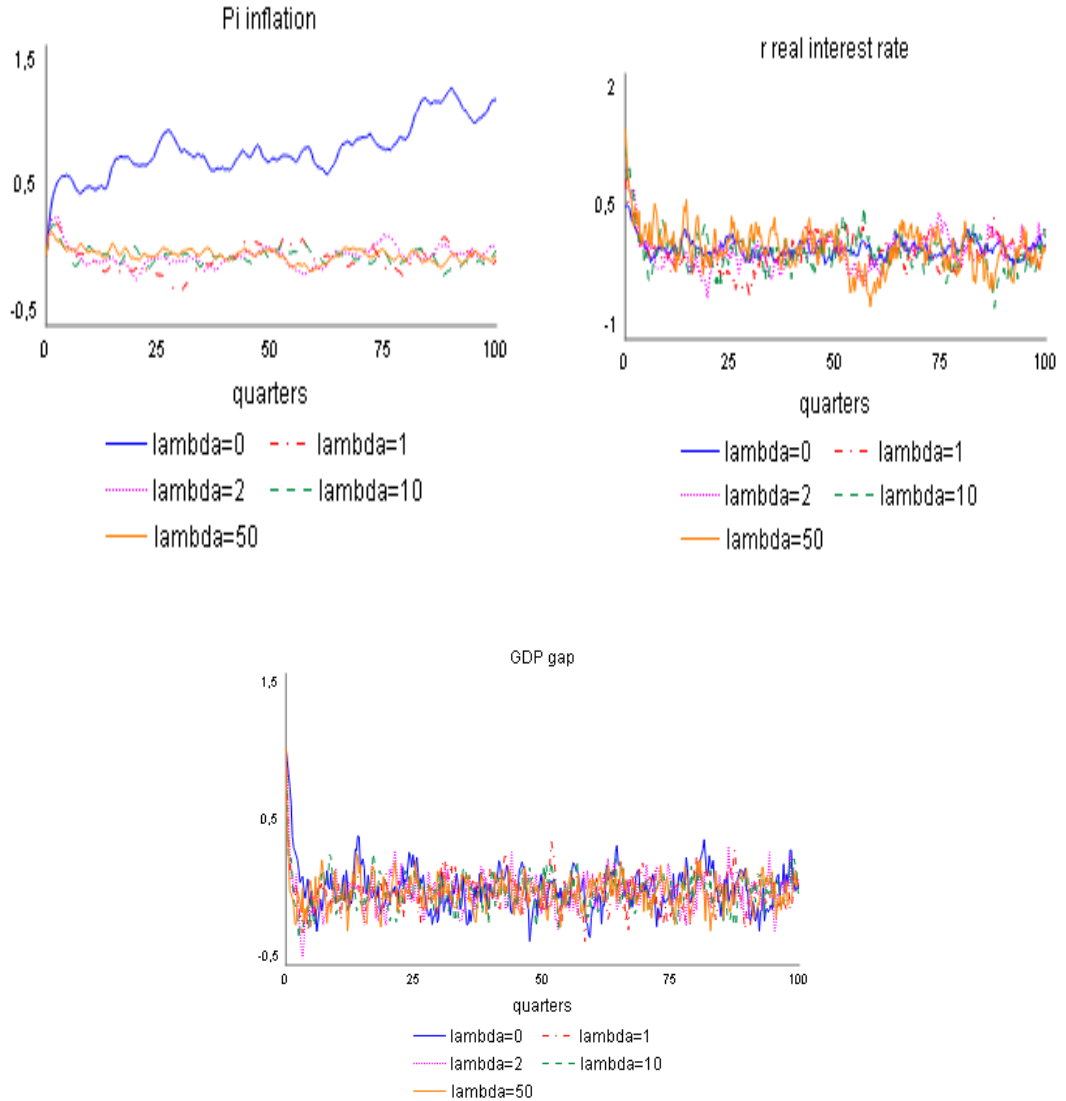 Pi inflation
1,5
0,5
-0,5
0 25 50 75 100
quarters
lambda=0 lambda=1
lambda=2 lambda=10
lambda=50
r real interest rate
2
0,5
-1
0 25 50 75 100
quarters
lambda=0 lambda=1
lambda=2 lambda=10
lambda=50
GDP gap
1,5
0,5
-0,5
0 25 50 75 100
quarters
lambda=0 lambda=1
lambda=2 lambda=10
lambda=50